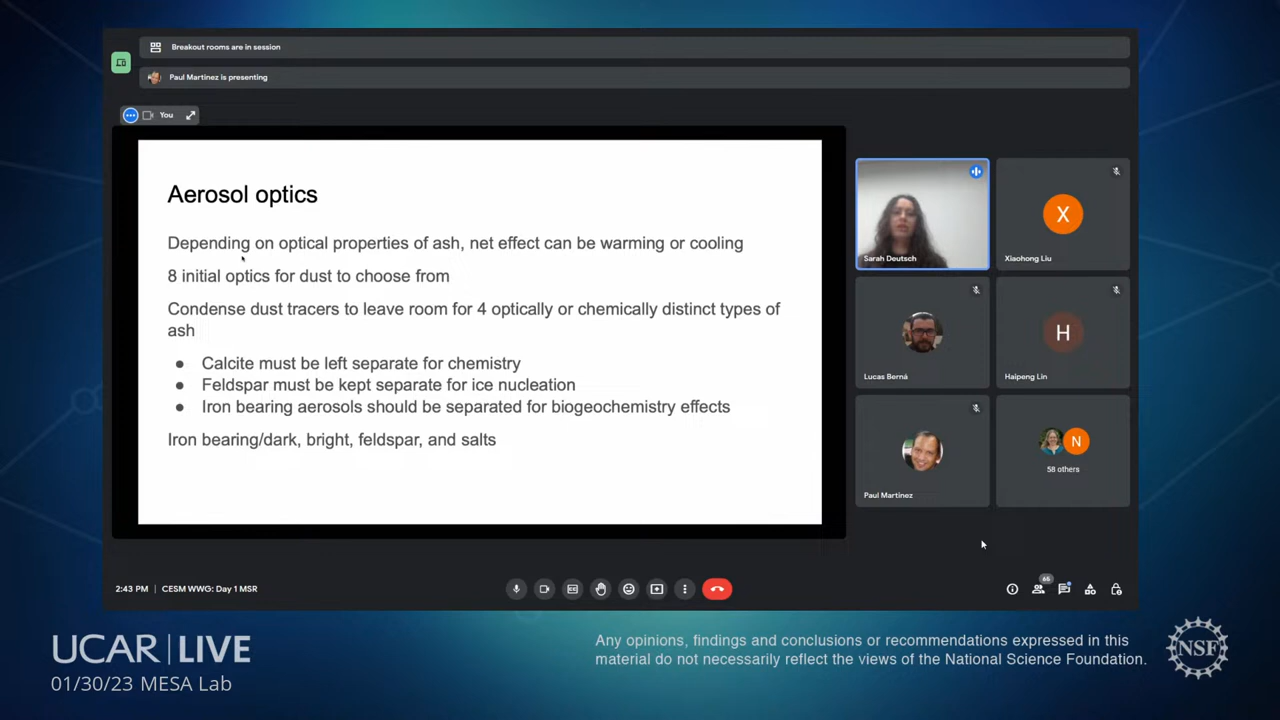 Breakout rooms are in session
Paul Martinez is presenting
You
Aerosol optics
Depending on optical properties of ash, net effect can be warming or cooling
8 initial optics for dust to choose from
Condense dust tracers to leave room for 4 optically or chemically distinct types of
ash
● Calcite must be left separate for chemistry
● Feldspar must be kept separate for ice nucleation
● Iron bearing aerosols should be separated for biogeochemistry effects
Iron bearing/dark, bright, feldspar, and salts
Sarah Deutsch
X
Xiaohong Liu
Lucas Berná
H
Haipeng Lin
Paul Martinez
N
58 others
2:43 PM | CESM WWG: Day 1 MSR
65
UCAR | LIVE
01/30/23 MESA Lab
Any opinions, findings and conclusions or recommendations expressed in this
material do not necessarily reflect the views of the National Science Foundation.
NSF